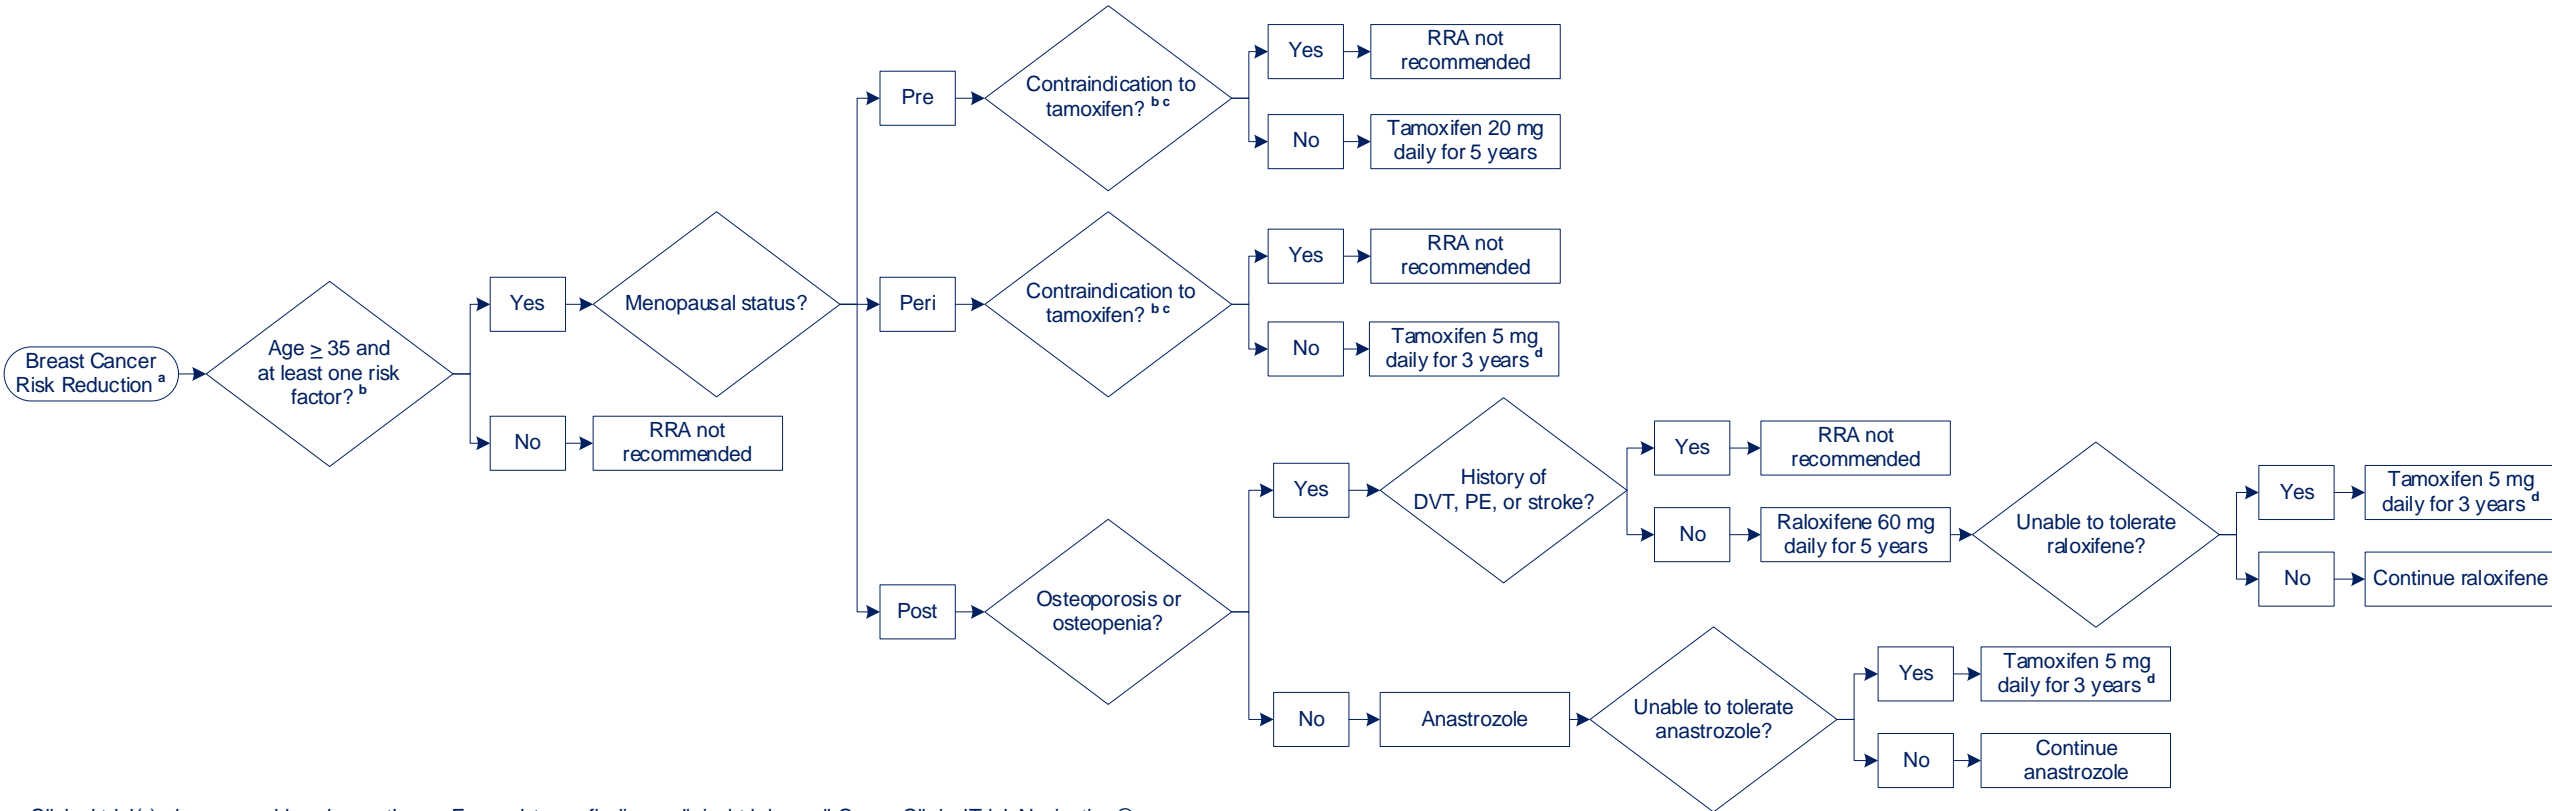 Breast Cancer
Risk Reduction a
Age ≥ 35 and
at least one risk
factor? b
Yes
No
RRA not
recommended
Menopausal status?
Pre
Contraindication to
tamoxifen? b c
Yes
RRA not
recommended
No
Tamoxifen 20 mg
daily for 5 years
Peri
Contraindication to
tamoxifen? b c
Yes
RRA not
recommended
No
Tamoxifen 5 mg
daily for 3 years d
Post
Osteoporosis or
osteopenia?
Yes
History of
DVT, PE, or stroke?
Yes
RRA not
recommended
No
Raloxifene 60 mg
daily for 5 years
Unable to tolerate
raloxifene?
Yes
Tamoxifen 5 mg
daily for 3 years d
No
Continue raloxifene
No
Anastrozole
Unable to tolerate
anastrozole?
Yes
Tamoxifen 5 mg
daily for 3 years d
No
Continue
anastrozole